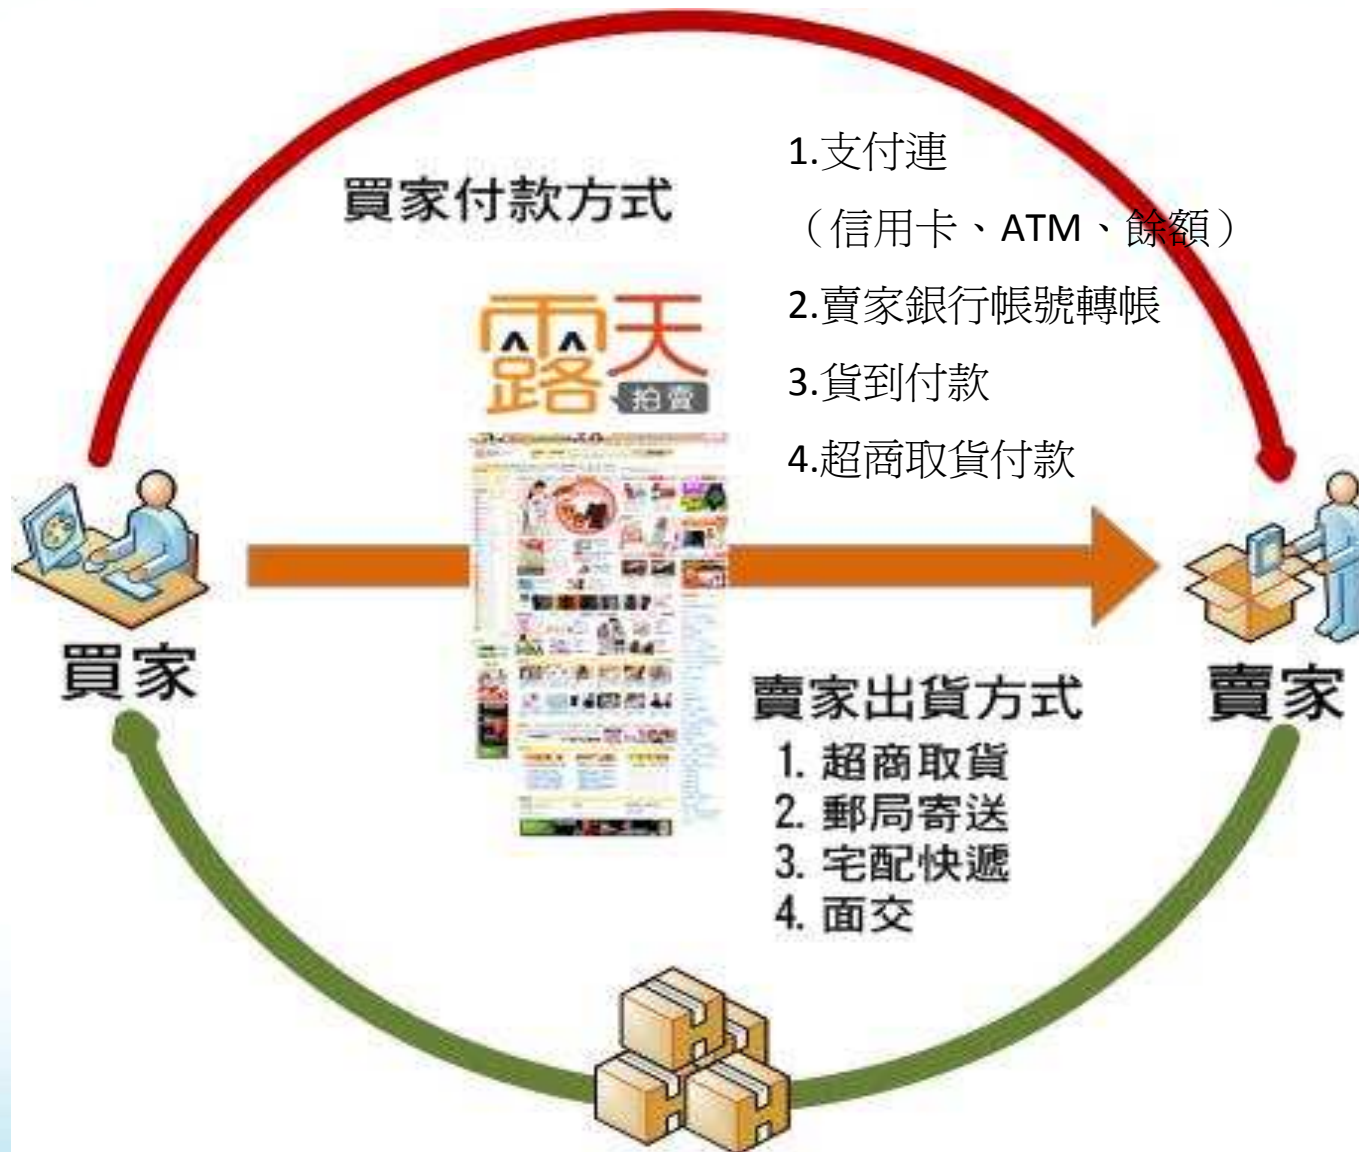 買家付款方式
1.支付連
（信用卡、ATM、餘額）
2.賣家銀行帳號轉帳
3.貨到付款
4.超商取貨付款
露天
拍賣
買家
賣家
賣家出貨方式
1. 超商取貨
2. 郵局寄送
3. 宅配快遞
4. 面交